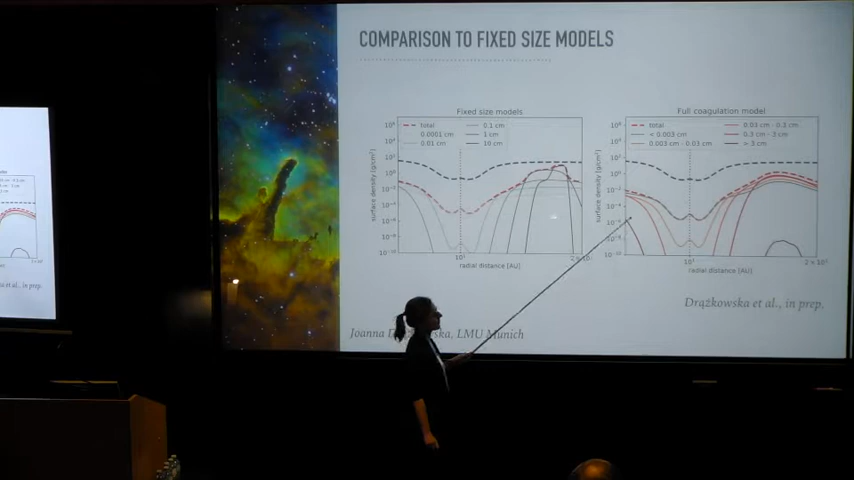 COMPARISON TO FIXED SIZE MODELS
Fixed size models
total
0.0001 cm
0.01 cm
0.1 cm
1 cm
10 cm
surface density [g/cm²]
radial distance [AU]
Full coagulation model
total
< 0.003 cm
0.003 cm - 0.03 cm
0.03 cm - 0.3 cm
0.3 cm - 3 cm
> 3 cm
surface density [g/cm²]
radial distance [AU]
Drążkowska et al., in prep.
Joanna D ska, LMU Munich